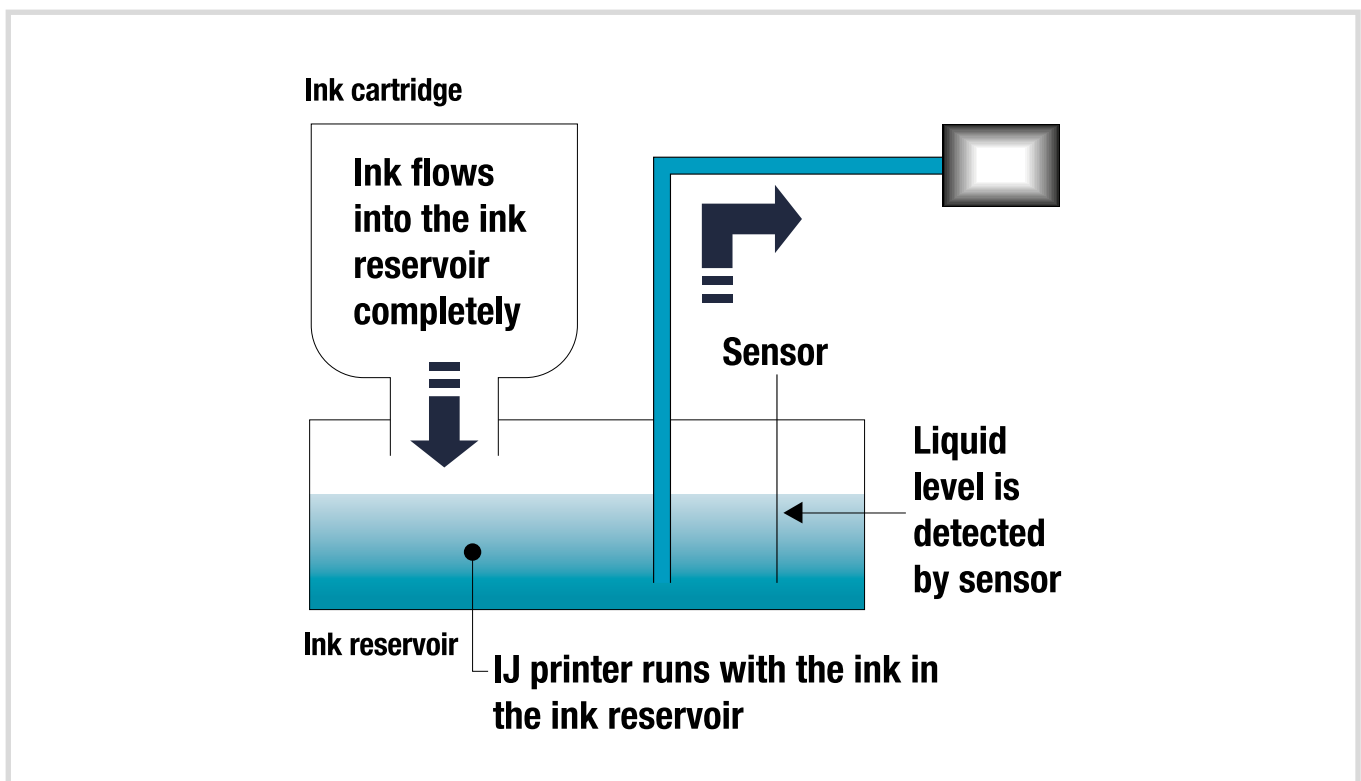 Ink cartridge
Ink flows
into the ink
reservoir
completely
Sensor
Liquid
level is
detected
by sensor
Ink reservoir
IJ printer runs with the ink in
the ink reservoir